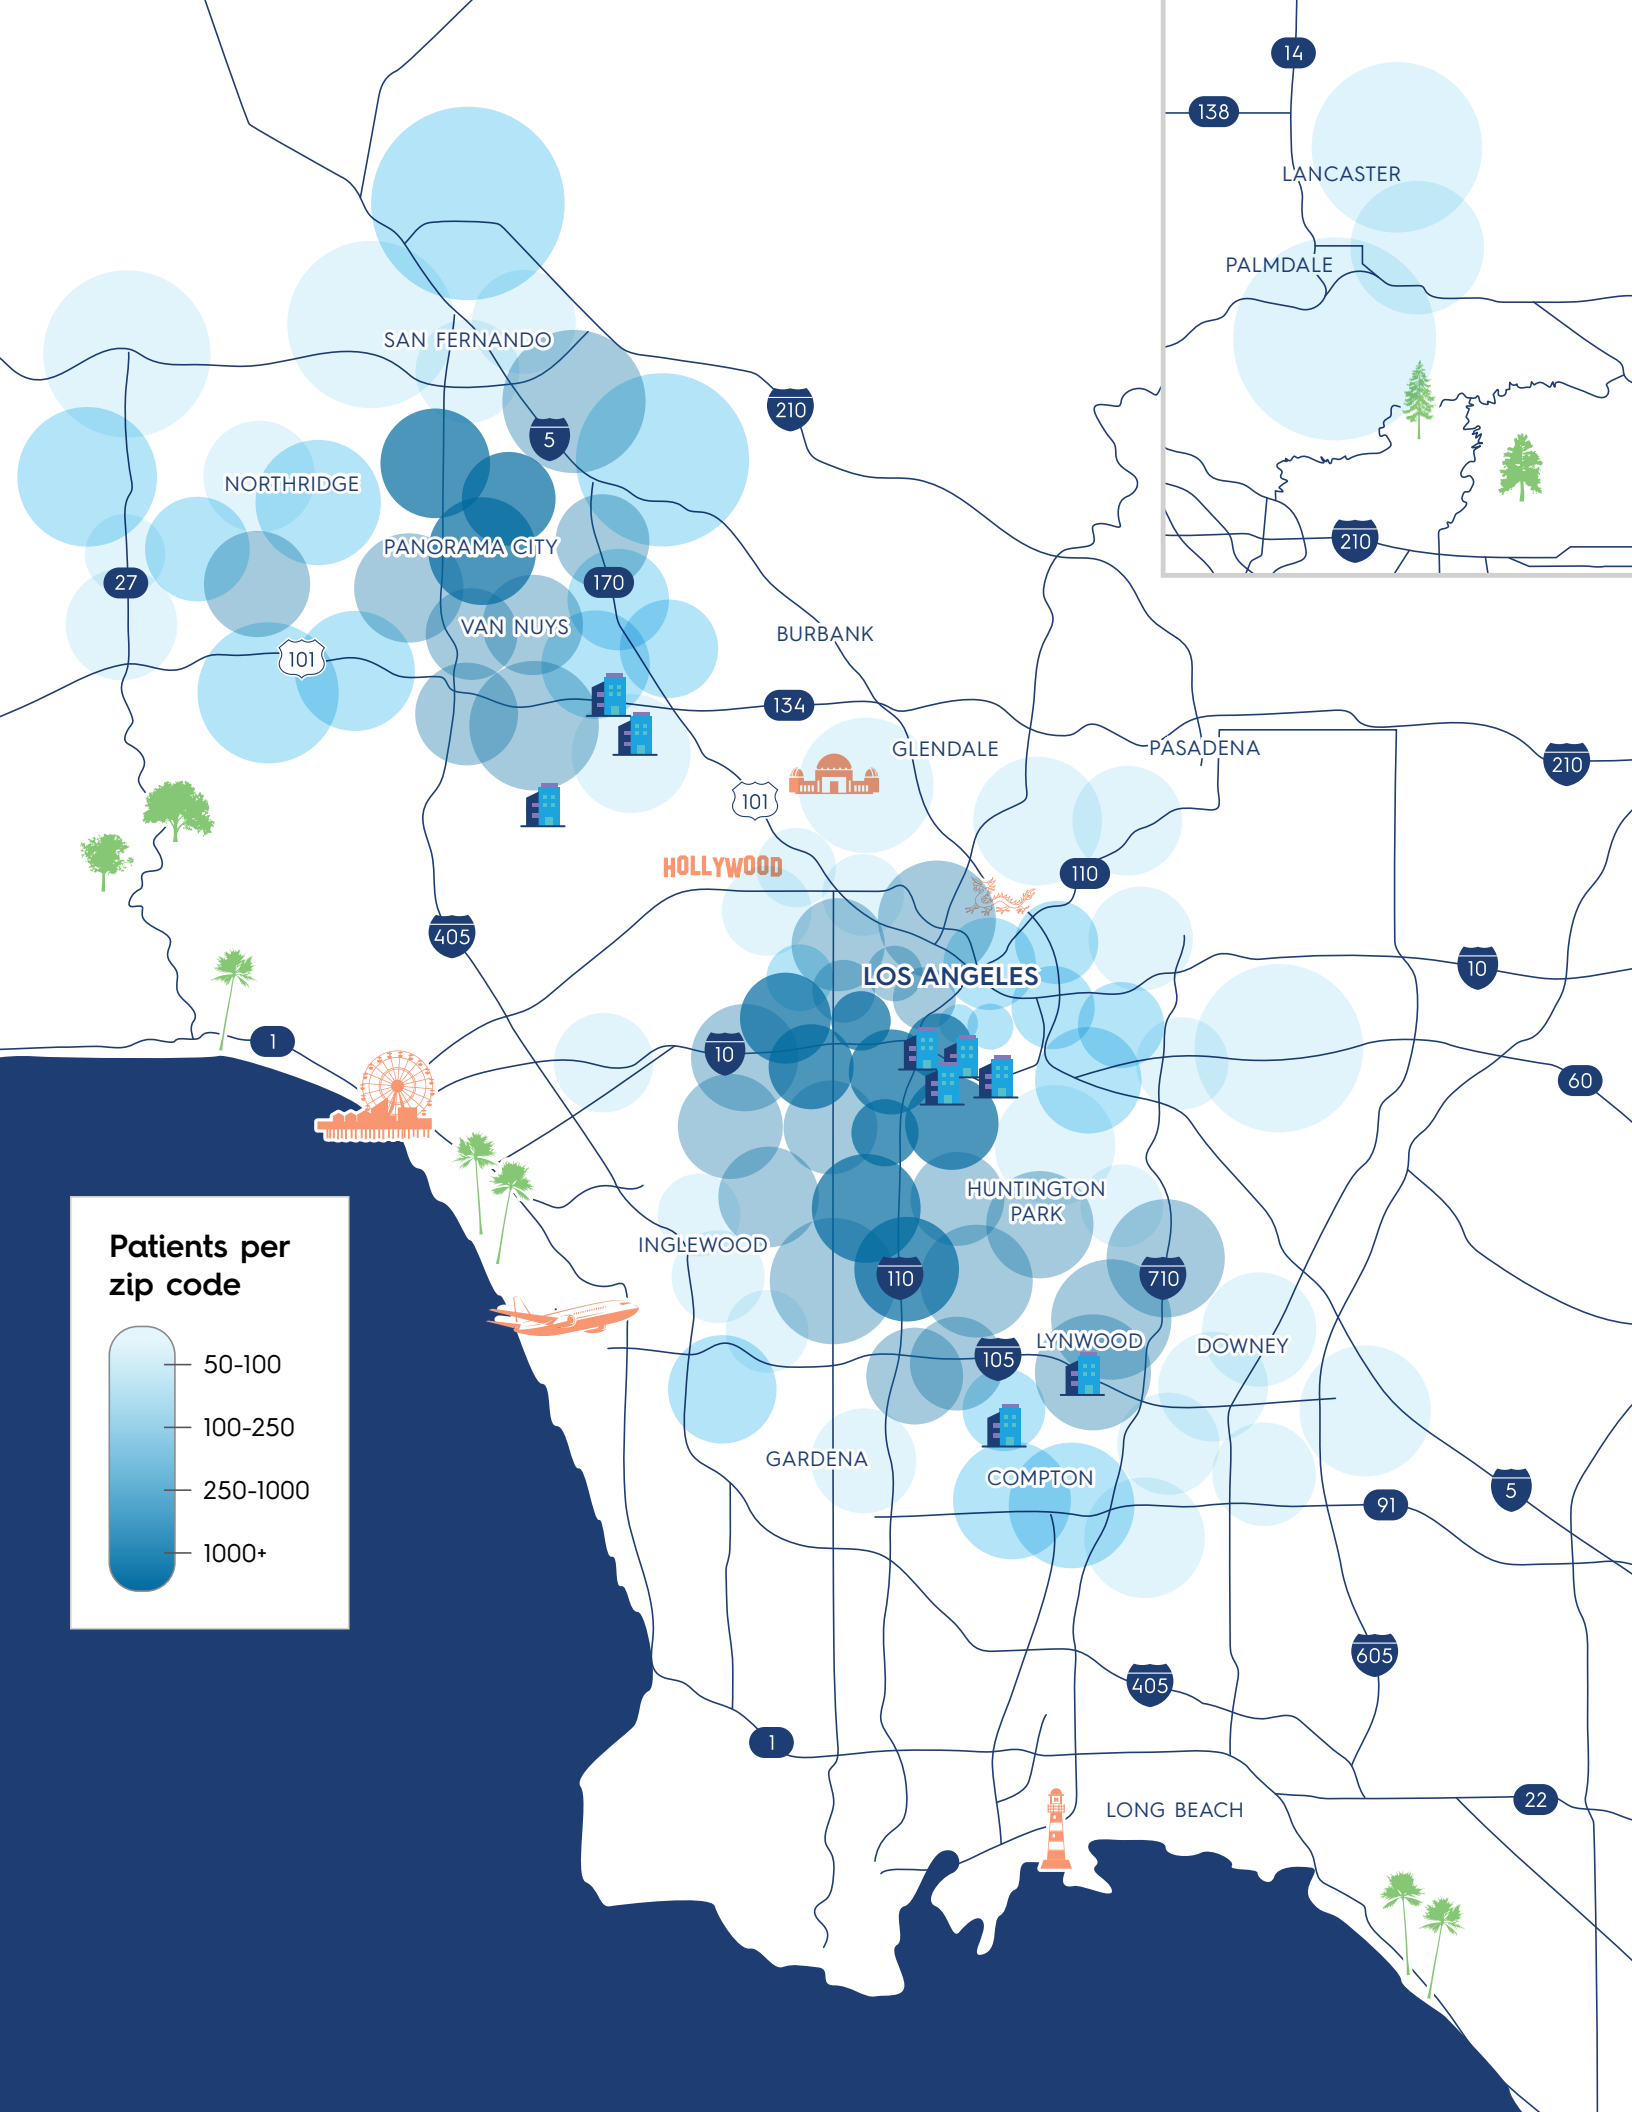 14
138
LANCASTER
PALMDALE
210
SAN FERNANDO
210
5
NORTHRIDGE
PANORAMA CITY
27
170
VAN NUYS
BURBANK
101
134
GLENDALE
PASADENA
210
101
HOLLYWOOD
110
405
LOS ANGELES
10
1
10
60
HUNTINGTON
PARK
INGLEWOOD
110
710
Patients per
zip code
50-100
100-250
250-1000
1000+
LYNWOOD
105
DOWNEY
GARDENA
COMPTON
5
91
605
405
1
22
LONG BEACH